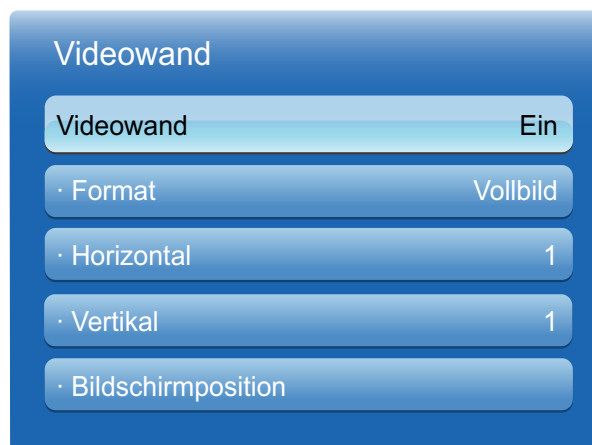 Videowand
Videowand Ein
· Format Vollbild
· Horizontal 1
· Vertikal 1
· Bildschirmposition